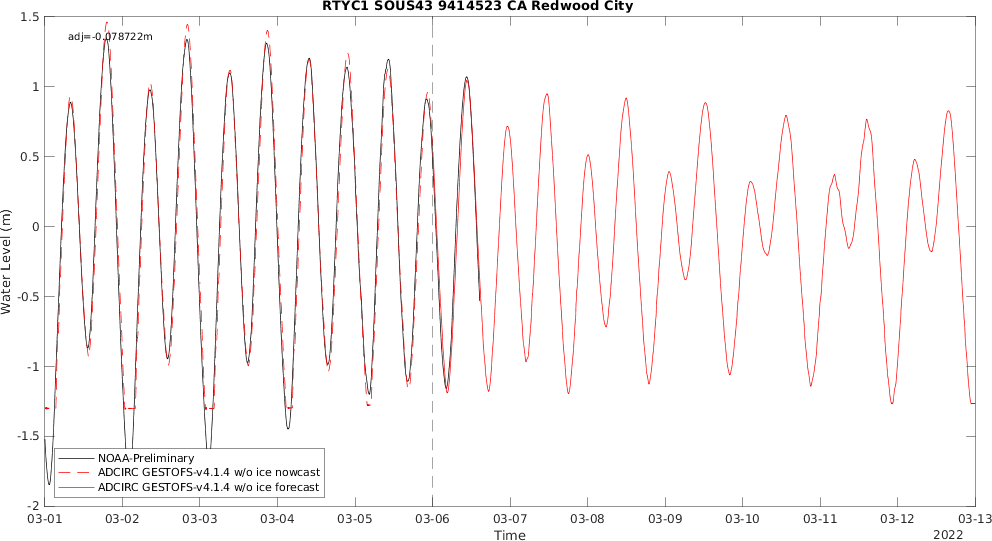 RTYC1 SOUS43 9414523 CA Redwood City
adj=-0.078722m
1.5
1
0.5
0
-0.5
-1
-1.5
-2
Water Level (m)
NOAA-Preliminary
ADCIRC GESTOFS-v4.1.4 w/o ice nowcast
ADCIRC GESTOFS-v4.1.4 w/o ice forecast
03-01 03-02 03-03 03-04 03-05 03-06 03-07 03-08 03-09 03-10 03-11 03-12 03-13
Time
2022